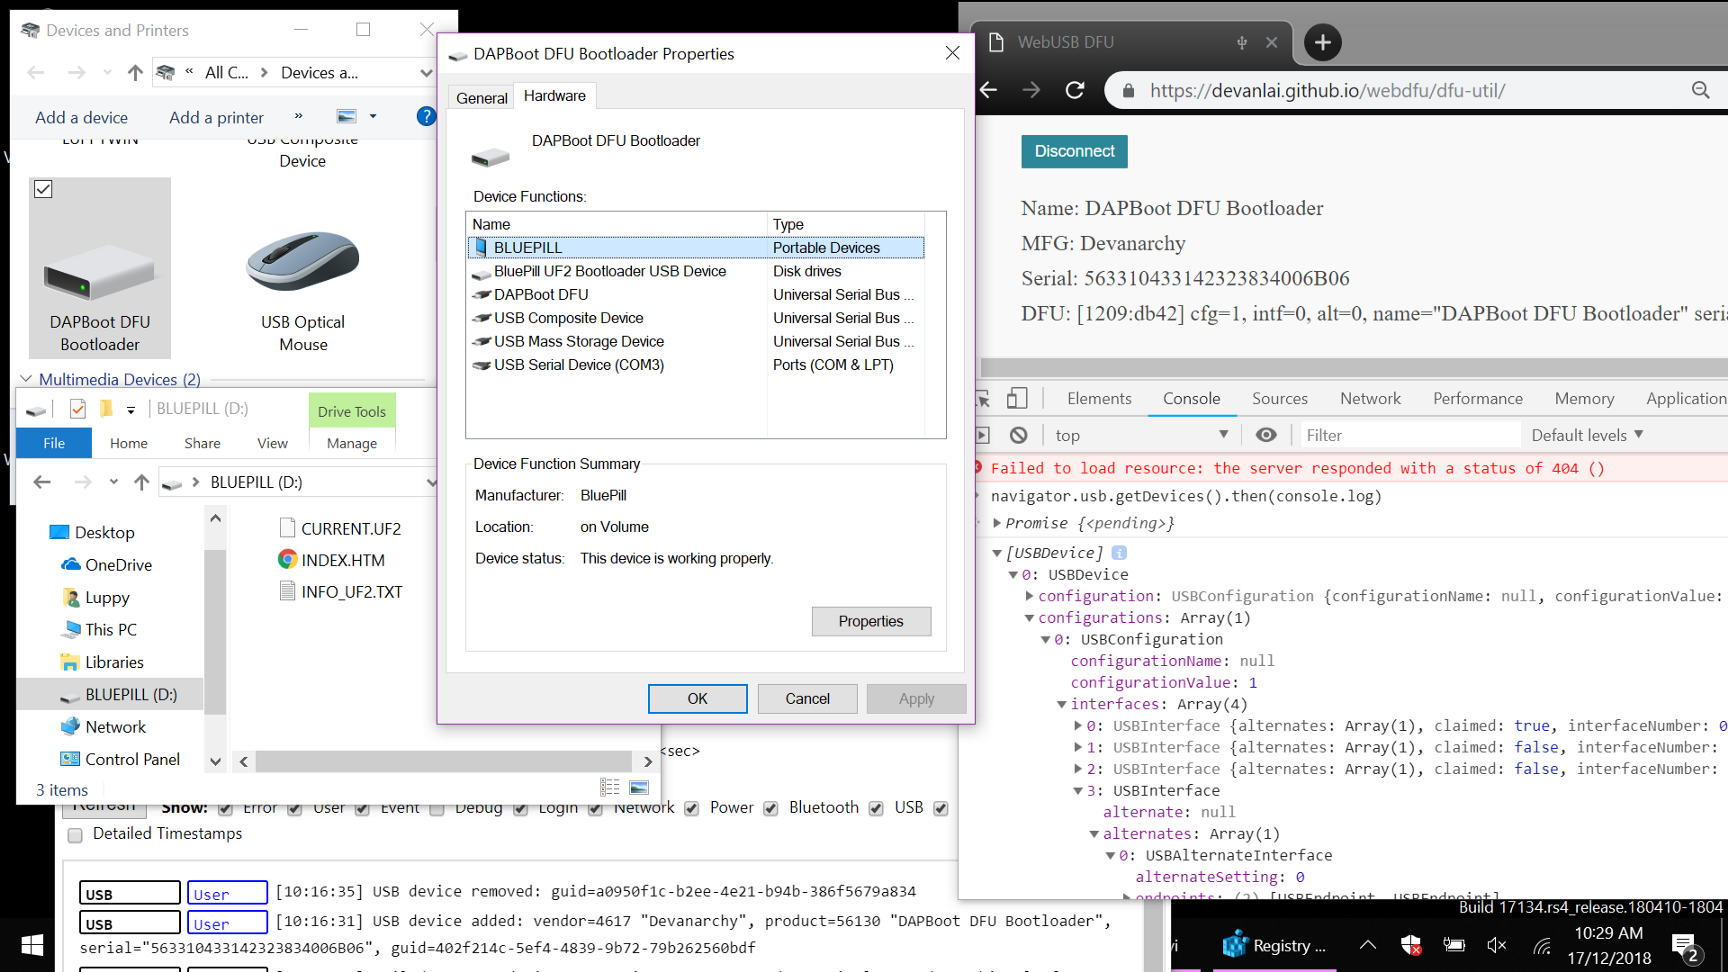 Devices and Printers
« All C... > Devices a...
Add a device
Add a printer
»
USB Composite
Device
DAPBoot DFU
Bootloader
USB Optical
Mouse
Multimedia Devices (2)
BLUEPILL (D:)
Drive Tools
File
Home
Share
View
Manage
BLUEPILL (D:)
Desktop
OneDrive
Luppy
This PC
Libraries
BLUEPILL (D:)
Network
Control Panel
CURRENT.UF2
INDEX.HTM
INFO_UF2.TXT
3 items
DAPBoot DFU Bootloader Properties
General
Hardware
DAPBoot DFU Bootloader
Device Functions:
Name Type
BLUEPILL Portable Devices
BluePill UF2 Bootloader USB Device Disk drives
DAPBoot DFU Universal Serial Bus ...
USB Composite Device Universal Serial Bus ...
USB Mass Storage Device Universal Serial Bus ...
USB Serial Device (COM3) Ports (COM & LPT)
Device Function Summary
Manufacturer: BluePill
Location: on Volume
Device status: This device is working properly.
Properties
OK
Cancel
Apply
WebUSB DFU
https://devanlai.github.io/webdfu/dfu-util/
Disconnect
Name: DAPBoot DFU Bootloader
MFG: Devanarchy
Serial: 563310433142323834006B06
DFU: [1209:db42] cfg=1, intf=0, alt=0, name="DAPBoot DFU Bootloader" seri
Elements Console Sources Network Performance Memory Application
top
Filter
Default levels
Failed to load resource: the server responded with a status of 404 ()
navigator.usb.getDevices().then(console.log)
Promise {<pending>}
[USBDevice]
0: USBDevice
configuration: USBConfiguration {configurationName: null, configurationValue:
configurations: Array(1)
0: USBConfiguration
configurationName: null
configurationValue: 1
interfaces: Array(4)
0: USBInterface {alternates: Array(1), claimed: true, interfaceNumber: 0
1: USBInterface {alternates: Array(1), claimed: false, interfaceNumber:
2: USBInterface {alternates: Array(1), claimed: false, interfaceNumber:
3: USBInterface
alternate: null
alternates: Array(1)
0: USBAlternateInterface
alternateSetting: 0
endpoints: (2) [USBEndpoint, USBEndpoint]
<sec>
Refresh Show: Error User Event Debug Login Network Power Bluetooth USB
Detailed Timestamps
USB User [10:16:35] USB device removed: guid=a0950f1c-b2ee-4e21-b94b-386f5679a834
USB User [10:16:31] USB device added: vendor=4617 "Devanarchy", product=56130 "DAPBoot DFU Bootloader",
serial="563310433142323834006B06", guid=402f214c-5ef4-4839-9b72-79b262560bdf
Build 17134.rs4_release.180410-1804
Registry ...
10:29 AM
17/12/2018
2